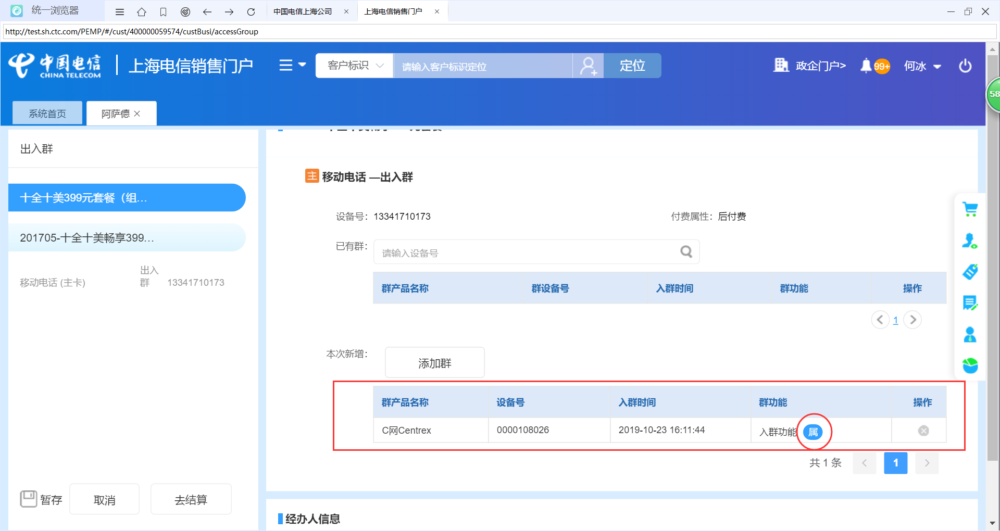 统一浏览器
中国电信上海公司
上海电信销售门户
http://test.sh.ctc.com/PEMP/#/cust/400000059574/custBusi/accessGroup
中国电信
CHINA TELECOM
上海电信销售门户
客户标识
请输入客户标识定位
定位
政企门户>
99+
何冰
58
系统首页
阿萨德
出入群
十全十美399元套餐（组...
201705-十全十美畅享399...
移动电话 (主卡)
出入群
13341710173
暂存
取消
去结算
主 移动电话 —出入群
设备号： 13341710173
付费属性： 后付费
已有群：
请输入设备号
群产品名称 群设备号 入群时间 群功能 操作
1
本次新增：
添加群
群产品名称 设备号 入群时间 群功能 操作
C网Centrex 0000108026 2019-10-23 16:11:44 入群功能 属
共 1 条
1
经办人信息